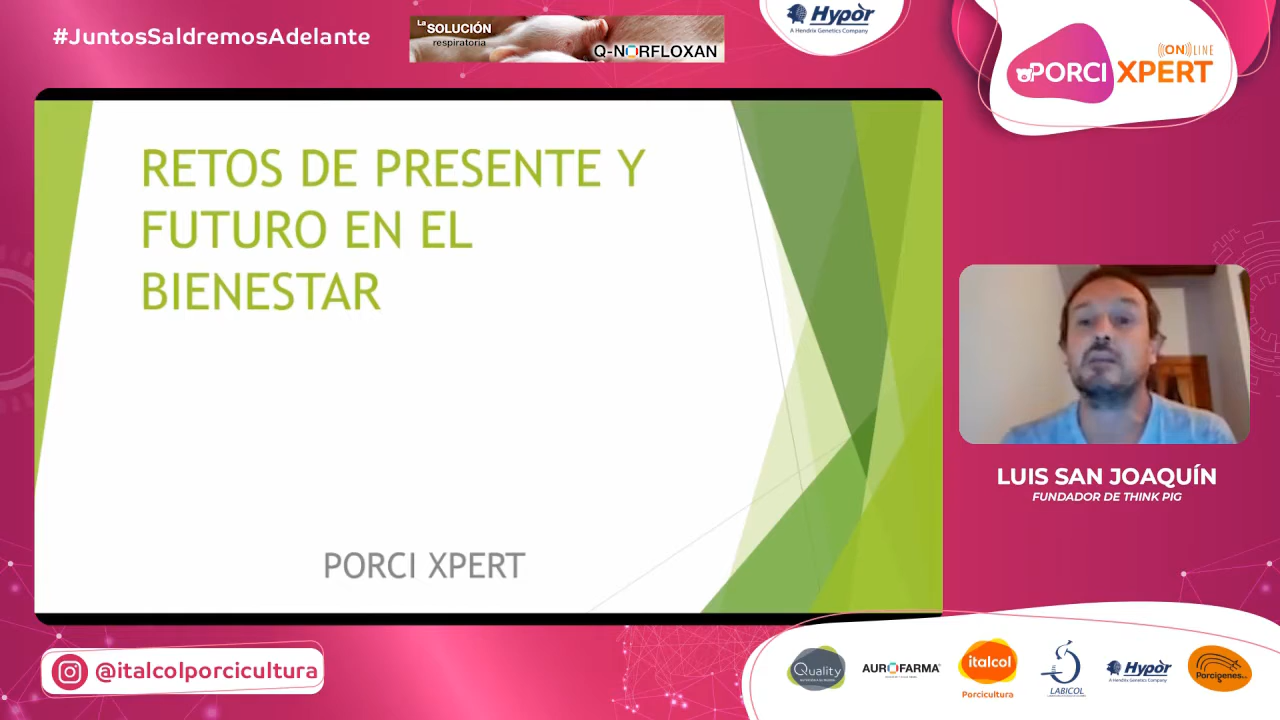 #JuntosSaldremosAdelante
La
SOLUCIÓN
respiratoria
Q-NORFLOXAN
Hypor
A Hendrix Genetics Company
PORCI XPERT
ON LINE
RETOS DE PRESENTE Y
FUTURO EN EL
BIENESTAR
PORCI XPERT
LUIS SAN JOAQUÍN
FUNDADOR DE THINK PIG
@italcolporcicultura
Quality
AUROFARMA
italcol
Porcicultura
LABICOL
Hypor
A Hendrix Genetics Company
Porcigenes